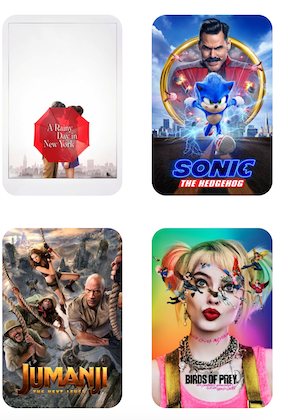 A Rainy
Day in
New York
SONIC
THE HEDGEHOG
JUMANJI
THE NEXT LEVEL
BIRDS OF PREY